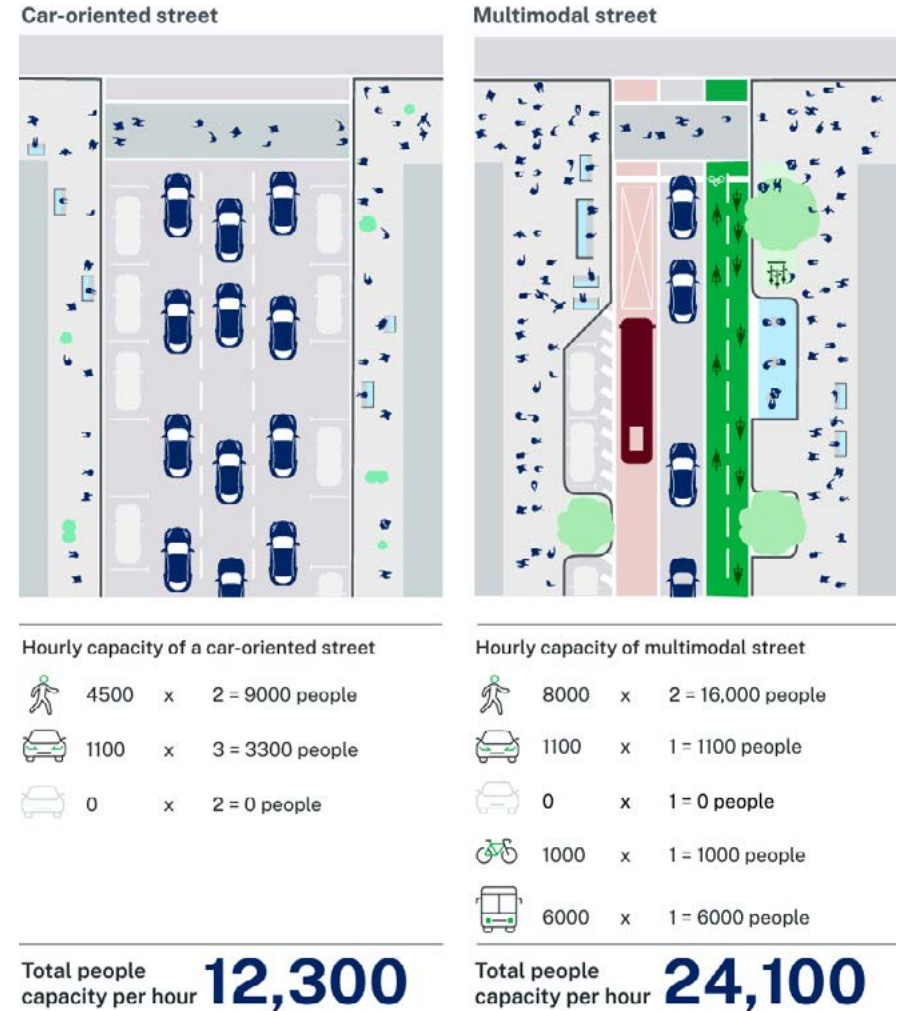 Car-oriented street
Multimodal street
Hourly capacity of a car-oriented street
4500 x 2 = 9000 people
1100 x 3 = 3300 people
0 x 2 = 0 people
Total people
capacity per hour 12,300
Hourly capacity of multimodal street
8000 x 2 = 16,000 people
1100 x 1 = 1100 people
0 x 1 = 0 people
1000 x 1 = 1000 people
6000 x 1 = 6000 people
Total people
capacity per hour 24,100